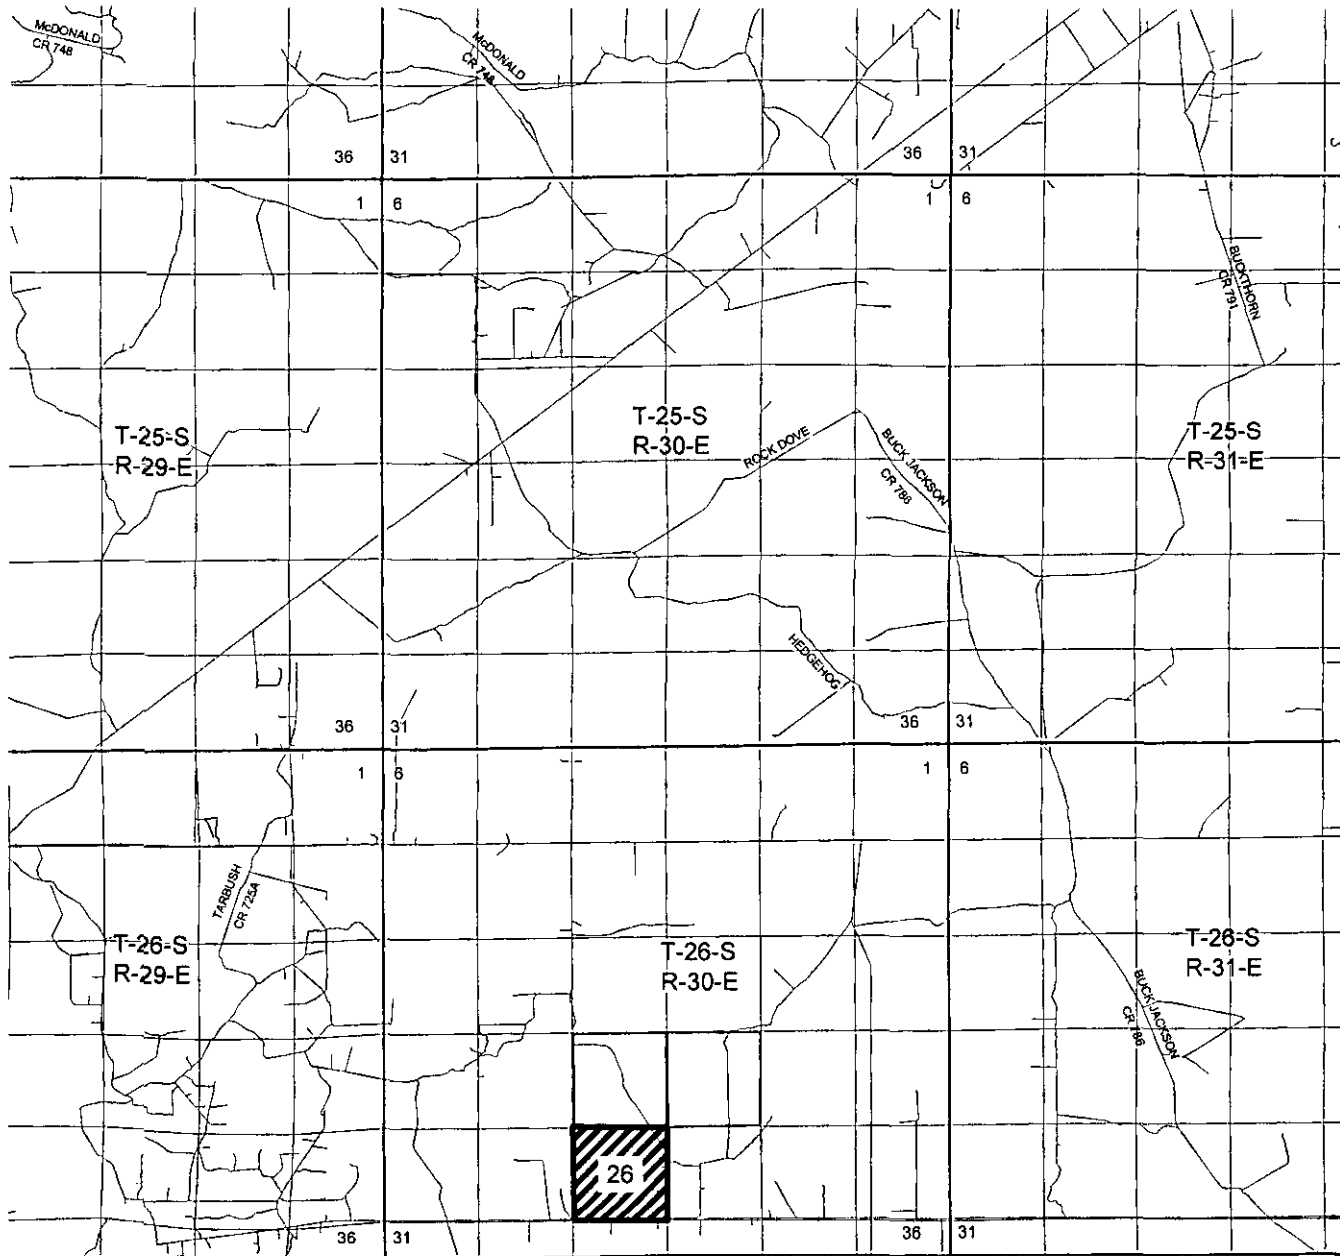 McDONALD
CR 748
McDONALD
CR 748
36 31
36 31
1 6
1 6
BUCKTHORN
CR 791
T-25-S
R-29-E
T-25-S
R-30-E
ROCK DOVE
BUCK JACKSON
CR 786
T-25-S
R-31-E
HEDGEHOG
36 31
36 31
1 6
1 6
TARBUSH
CR 725A
T-26-S
R-29-E
T-26-S
R-30-E
T-26-S
R-31-E
BUCK JACKSON
CR 786
26
36 31
36 31